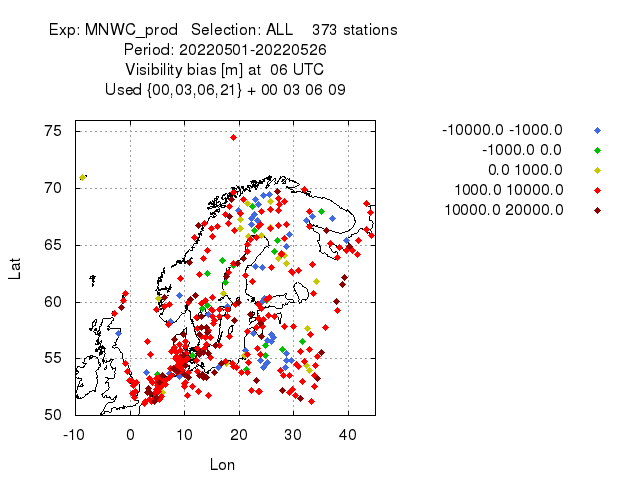 Exp: MNWC_prod   Selection: ALL    373 stations
Period: 20220501-20220526
Visibility bias [m] at  06 UTC
Used {00,03,06,21} + 00 03 06 09
-10000.0 -1000.0
-1000.0 0.0
0.0 1000.0
1000.0 10000.0
10000.0 20000.0
75
70
65
60
55
50
Lat
-10 0 10 20 30 40
Lon